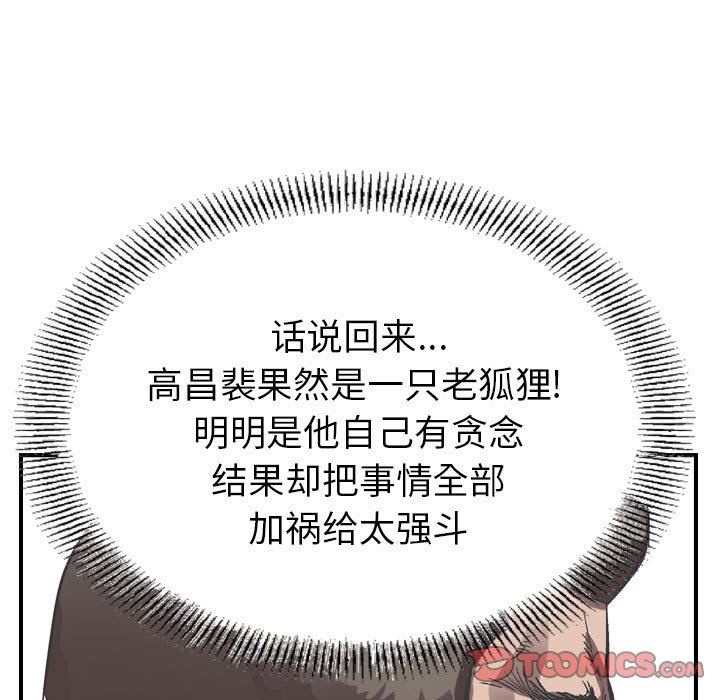 话说回来...
高昌裴果然是一只老狐狸!
明明是他自己有贪念
结果却把事情全部
加祸给太强斗
TOOMICS.COM